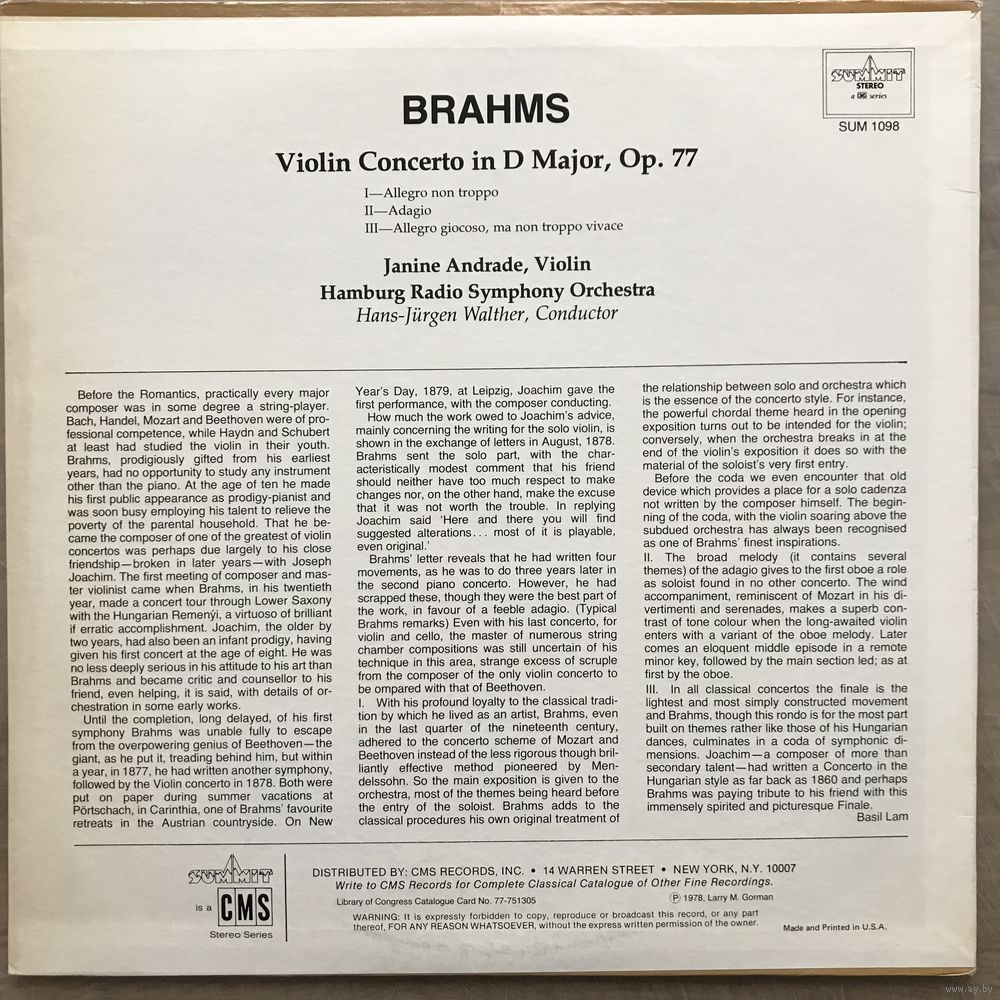 SUMMIT
STEREO
a CMS series
SUM 1098
BRAHMS
Violin Concerto in D Major, Op. 77
I—Allegro non troppo
II—Adagio
III—Allegro giocoso, ma non troppo vivace
Janine Andrade, Violin
Hamburg Radio Symphony Orchestra
Hans-Jürgen Walther, Conductor
Before the Romantics, practically every major
composer was in some degree a string-player.
Bach, Handel, Mozart and Beethoven were of pro-
fessional competence, while Haydn and Schubert
at least had studied the violin in their youth.
Brahms, prodigiously gifted from his earliest
years, had no opportunity to study any instrument
other than the piano. At the age of ten he made
his first public appearance as prodigy-pianist and
was soon busy employing his talent to relieve the
poverty of the parental household. That he be-
came the composer of one of the greatest of violin
concertos was perhaps due largely to his close
friendship—broken in later years—with Joseph
Joachim. The first meeting of composer and mas-
ter violinist came when Brahms, in his twentieth
year, made a concert tour through Lower Saxony
with the Hungarian Remenýi, a virtuoso of brilliant
if erratic accomplishment. Joachim, the older by
two years, had also been an infant prodigy, having
given his first concert at the age of eight. He was
no less deeply serious in his attitude to his art than
Brahms and became critic and counsellor to his
friend, even helping, it is said, with details of or-
chestration in some early works.
Until the completion, long delayed, of his first
symphony Brahms was unable fully to escape
from the overpowering genius of Beethoven—the
giant, as he put it, treading behind him, but within
a year, in 1877, he had written another symphony,
followed by the Violin concerto in 1878. Both were
put on paper during summer vacations at
Pörtschach, in Carinthia, one of Brahms' favourite
retreats in the Austrian countryside. On New
Year's Day, 1879, at Leipzig, Joachim gave the
first performance, with the composer conducting.
How much the work owed to Joachim's advice,
mainly concerning the writing for the solo violin, is
shown in the exchange of letters in August, 1878.
Brahms sent the solo part, with the char-
acteristically modest comment that his friend
should neither have too much respect to make
changes nor, on the other hand, make the excuse
that it was not worth the trouble. In replying
Joachim said 'Here and there you will find
suggested alterations... most of it is playable,
even original.'
Brahms' letter reveals that he had written four
movements, as he was to do three years later in
the second piano concerto. However, he had
scrapped these, though they were the best part of
the work, in favour of a feeble adagio. (Typical
Brahms remarks) Even with his last concerto, for
violin and cello, the master of numerous string
chamber compositions was still uncertain of his
technique in this area, strange excess of scruple
from the composer of the only violin concerto to
be ompared with that of Beethoven.
I. With his profound loyalty to the classical tradi-
tion by which he lived as an artist, Brahms, even
in the last quarter of the nineteenth century,
adhered to the concerto scheme of Mozart and
Beethoven instead of the less rigorous though bril-
liantly effective method pioneered by Men-
delssohn. So the main exposition is given to the
orchestra, most of the themes being heard before
the entry of the soloist. Brahms adds to the
classical procedures his own original treatment of
the relationship between solo and orchestra which
is the essence of the concerto style. For instance,
the powerful chordal theme heard in the opening
exposition turns out to be intended for the violin;
conversely, when the orchestra breaks in at the
end of the violin's exposition it does so with the
material of the soloist's very first entry.
Before the coda we even encounter that old
device which provides a place for a solo cadenza
not written by the composer himself. The begin-
ning of the coda, with the violin soaring above the
subdued orchestra has always been recognised
as one of Brahms' finest inspirations.
II. The broad melody (it contains several
themes) of the adagio gives to the first oboe a role
as soloist found in no other concerto. The wind
accompaniment, reminiscent of Mozart in his di-
vertimenti and serenades, makes a superb con-
trast of tone colour when the long-awaited violin
enters with a variant of the oboe melody. Later
comes an eloquent middle episode in a remote
minor key, followed by the main section led; as at
first by the oboe.
III. In all classical concertos the finale is the
lightest and most simply constructed movement
and Brahms, though this rondo is for the most part
built on themes rather like those of his Hungarian
dances, culminates in a coda of symphonic di-
mensions. Joachim—a composer of more than
secondary talent—had written a Concerto in the
Hungarian style as far back as 1860 and perhaps
Brahms was paying tribute to his friend with this
immensely spirited and picturesque Finale.
Basil Lam
SUMMIT
is a CMS
Stereo Series
DISTRIBUTED BY: CMS RECORDS, INC. • 14 WARREN STREET • NEW YORK, N.Y. 10007
Write to CMS Records for Complete Classical Catalogue of Other Fine Recordings.
Library of Congress Catalogue Card No. 77-751305 ℗ 1978, Larry M. Gorman
WARNING: It is expressly forbidden to copy, reproduce or broadcast this record, or any part
thereof, FOR ANY REASON WHATSOEVER, without the express written permission of the owner.
Made and Printed in U.S.A.
www.ay.by